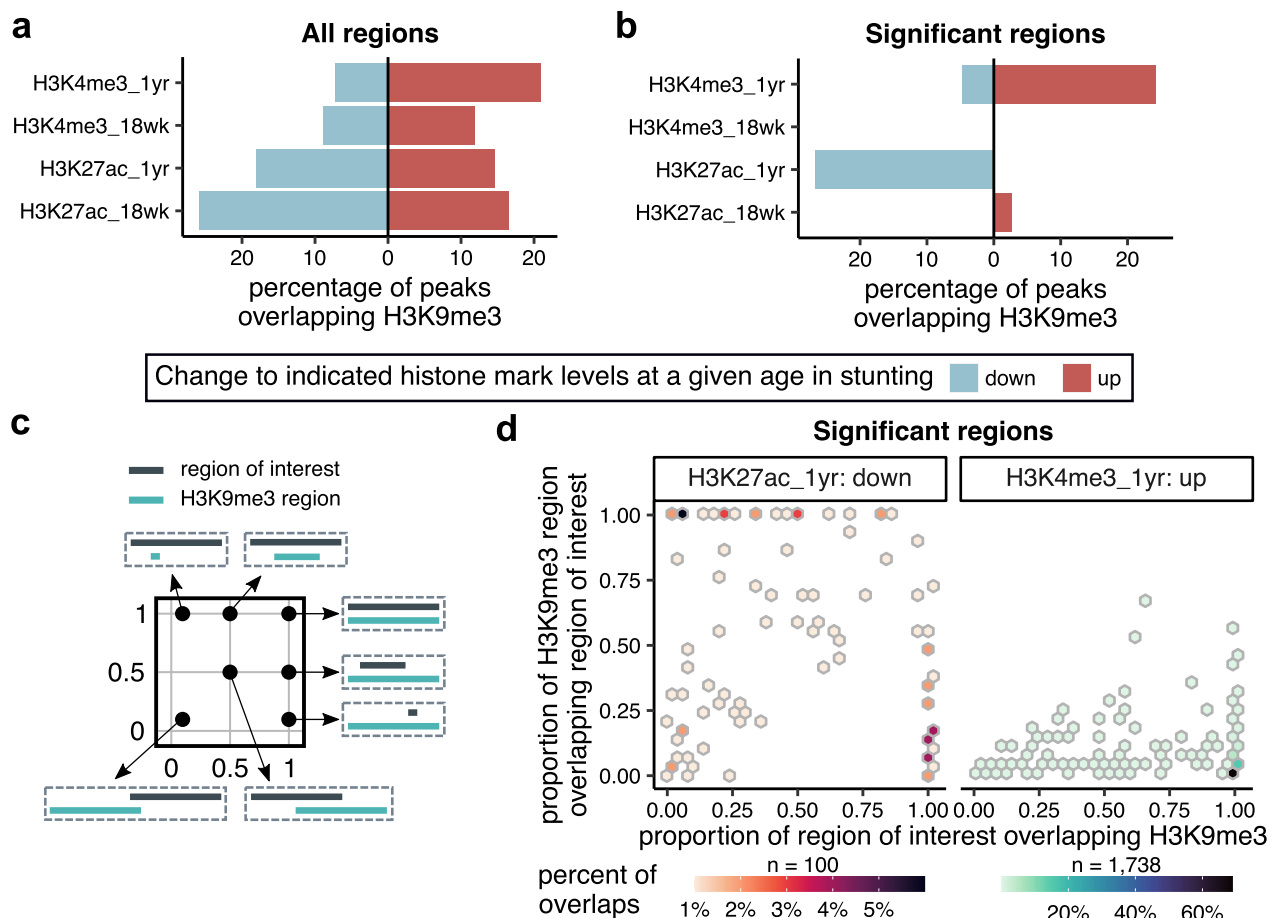 a
All regions
H3K4me3_1yr
H3K4me3_18wk
H3K27ac_1yr
H3K27ac_18wk
20 10 0 10 20
percentage of peaks
overlapping H3K9me3
b
Significant regions
H3K4me3_1yr
H3K4me3_18wk
H3K27ac_1yr
H3K27ac_18wk
20 10 0 10 20
percentage of peaks
overlapping H3K9me3
Change to indicated histone mark levels at a given age in stunting down up
c
region of interest
H3K9me3 region
1
0.5
0
0 0.5 1
d
Significant regions
H3K27ac_1yr: down
H3K4me3_1yr: up
proportion of H3K9me3 region
overlapping region of interest
1.00
0.75
0.50
0.25
0.00
0.00 0.25 0.50 0.75 1.00
0.00 0.25 0.50 0.75 1.00
proportion of region of interest overlapping H3K9me3
percent of
overlaps
n = 100
1% 2% 3% 4% 5%
n = 1,738
20% 40% 60%